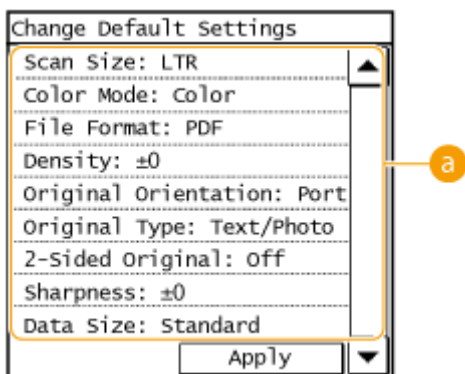 Change Default Settings
Scan Size: LTR
Color Mode: Color
File Format: PDF
Density: ±0
Original Orientation: Port
Original Type: Text/Photo
2-Sided Original: Off
Sharpness: ±0
Data Size: Standard
Apply
a